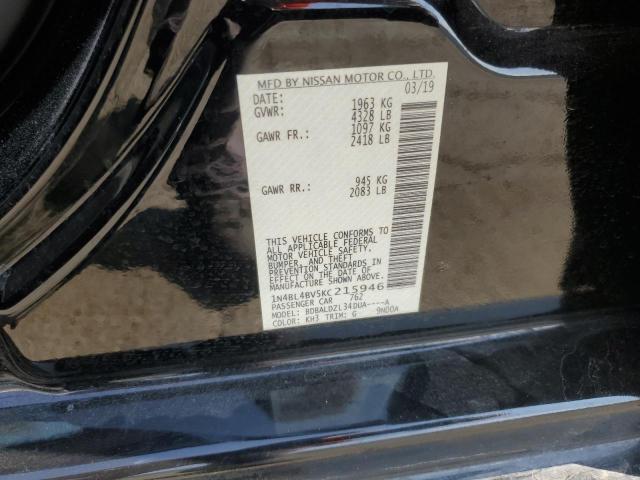 MFD BY NISSAN MOTOR CO., LTD.
03/19
DATE:
GVWR: 1963 KG
4328 LB
GAWR FR.: 1097 KG
2418 LB
GAWR RR.: 945 KG
2083 LB
THIS VEHICLE CONFORMS TO
ALL APPLICABLE FEDERAL
MOTOR VEHICLE SAFETY,
BUMPER, AND THEFT
PREVENTION STANDARDS IN
EFFECT ON THE DATE OF
MANUFACTURE SHOWN ABOVE.
1N4BL4BV5KC215946
PASSENGER CAR 762
MODEL: BDBALDZL34DUA----A
COLOR: KH3 TRIM: G 9N00A